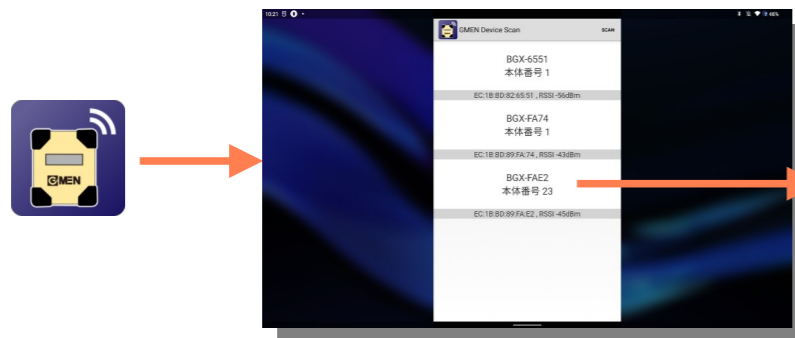 GMEN
10:21
48%
GMEN Device Scan
SCAN
BGX-6551
本体番号 1
EC:1B:BD:82:65:51 , RSSI -56dBm
BGX-FA74
本体番号 1
EC:1B:BD:89:FA:74 , RSSI -43dBm
BGX-FAE2
本体番号 23
EC:1B:BD:89:FA:E2 , RSSI -45dBm